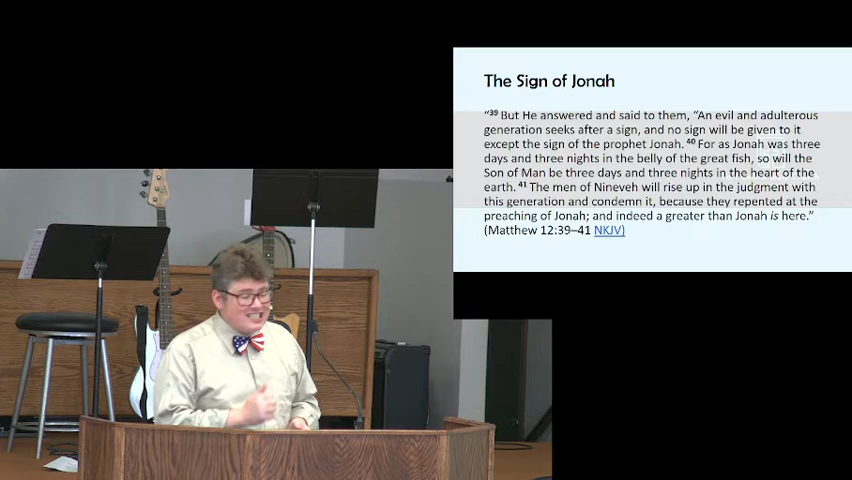 The Sign of Jonah
“³⁹ But He answered and said to them, “An evil and adulterous
generation seeks after a sign, and no sign will be given to it
except the sign of the prophet Jonah. ⁴⁰ For as Jonah was three
days and three nights in the belly of the great fish, so will the
Son of Man be three days and three nights in the heart of the
earth. ⁴¹ The men of Nineveh will rise up in the judgment with
this generation and condemn it, because they repented at the
preaching of Jonah; and indeed a greater than Jonah is here.”
(Matthew 12:39–41 NKJV)